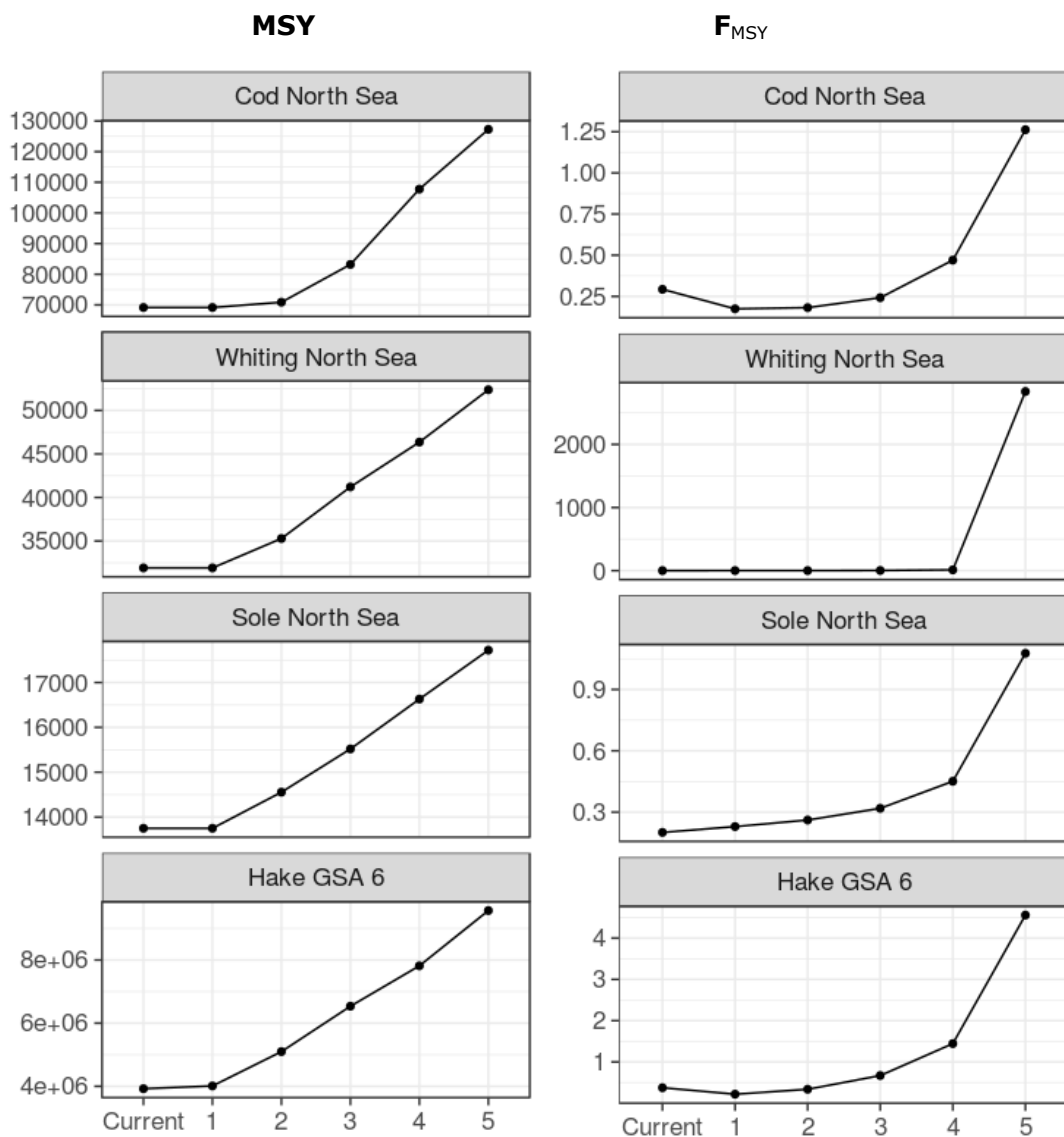 MSY
Cod North Sea
130000
120000
110000
100000
90000
80000
70000
Whiting North Sea
50000
45000
40000
35000
Sole North Sea
17000
16000
15000
14000
Hake GSA 6
8e+06
6e+06
4e+06
Current 1 2 3 4 5
FMSY
Cod North Sea
1.25
1.00
0.75
0.50
0.25
Whiting North Sea
2000
1000
0
Sole North Sea
0.9
0.6
0.3
Hake GSA 6
4
3
2
1
Current 1 2 3 4 5